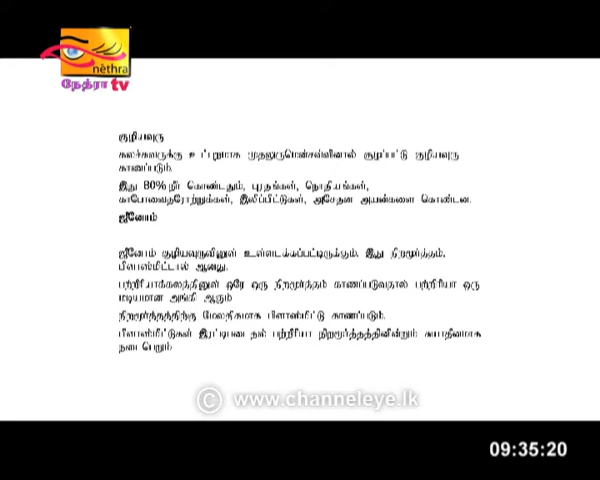 nethra
நேத்ரா tv
குழியவுரு
கலச்சுவருக்கு உட்புறமாக முதலுருமென்சவ்வினால் சூழப்பட்டு குழியவுரு
காணப்படும்.
இது 80% நீர் கொண்டதும், புரதங்கள், நொதியங்கள்,
காபோவைதரேற்றுக்கள், இலிப்பிட்டுகள், அசேதன அயன்களை கொண்டன.
ஜீனோம்
ஜீனோம் குழியவுருவினுள் உள்ளடக்கப்பட்டிருக்கும். இது நிறமூர்த்தம்,
பிளாஸ்மிட்டால் ஆனது.
பற்றீரியாக்கலத்தினுள் ஒரே ஒரு நிறமூர்த்தம் காணப்படுவதால் பற்றீரியா ஒரு
மடியமான அங்கி ஆகும்
நிறமூர்த்தத்திற்கு மேலதிகமாக பிளாஸ்மிட்டு காணப்படும்.
பிளாஸ்மிட்டுகள் இரட்டிபடைதல் பற்றீரியா நிறமூர்த்தத்தினின்றும் சுயாதீனமாக
நடைபெறும்
© www.channeleye.lk
09:35:20